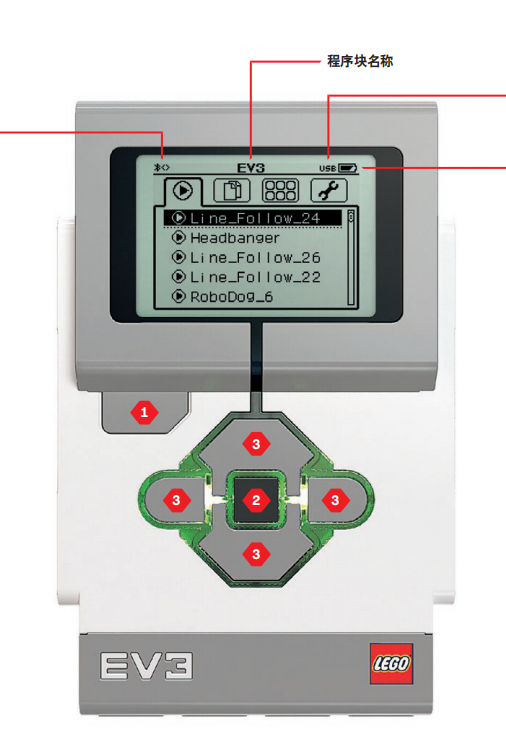 程序块名称
EV3
USB
Line_Follow_24
Headbanger
Line_Follow_26
Line_Follow_22
RoboDog_6
1
3
3
2
3
3
EV3
LEGO